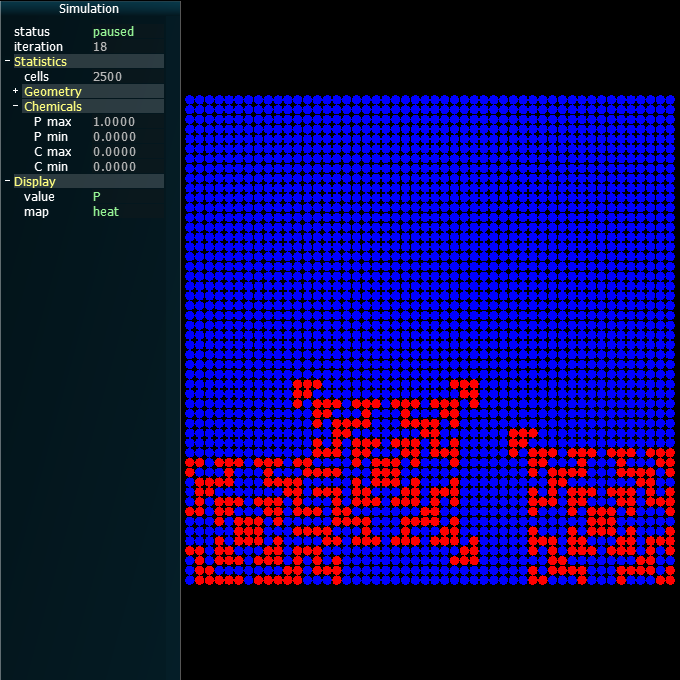 Simulation
status paused
iteration 18
- Statistics
cells 2500
+ Geometry
- Chemicals
P max 1.0000
P min 0.0000
C max 0.0000
C min 0.0000
- Display
value P
map heat